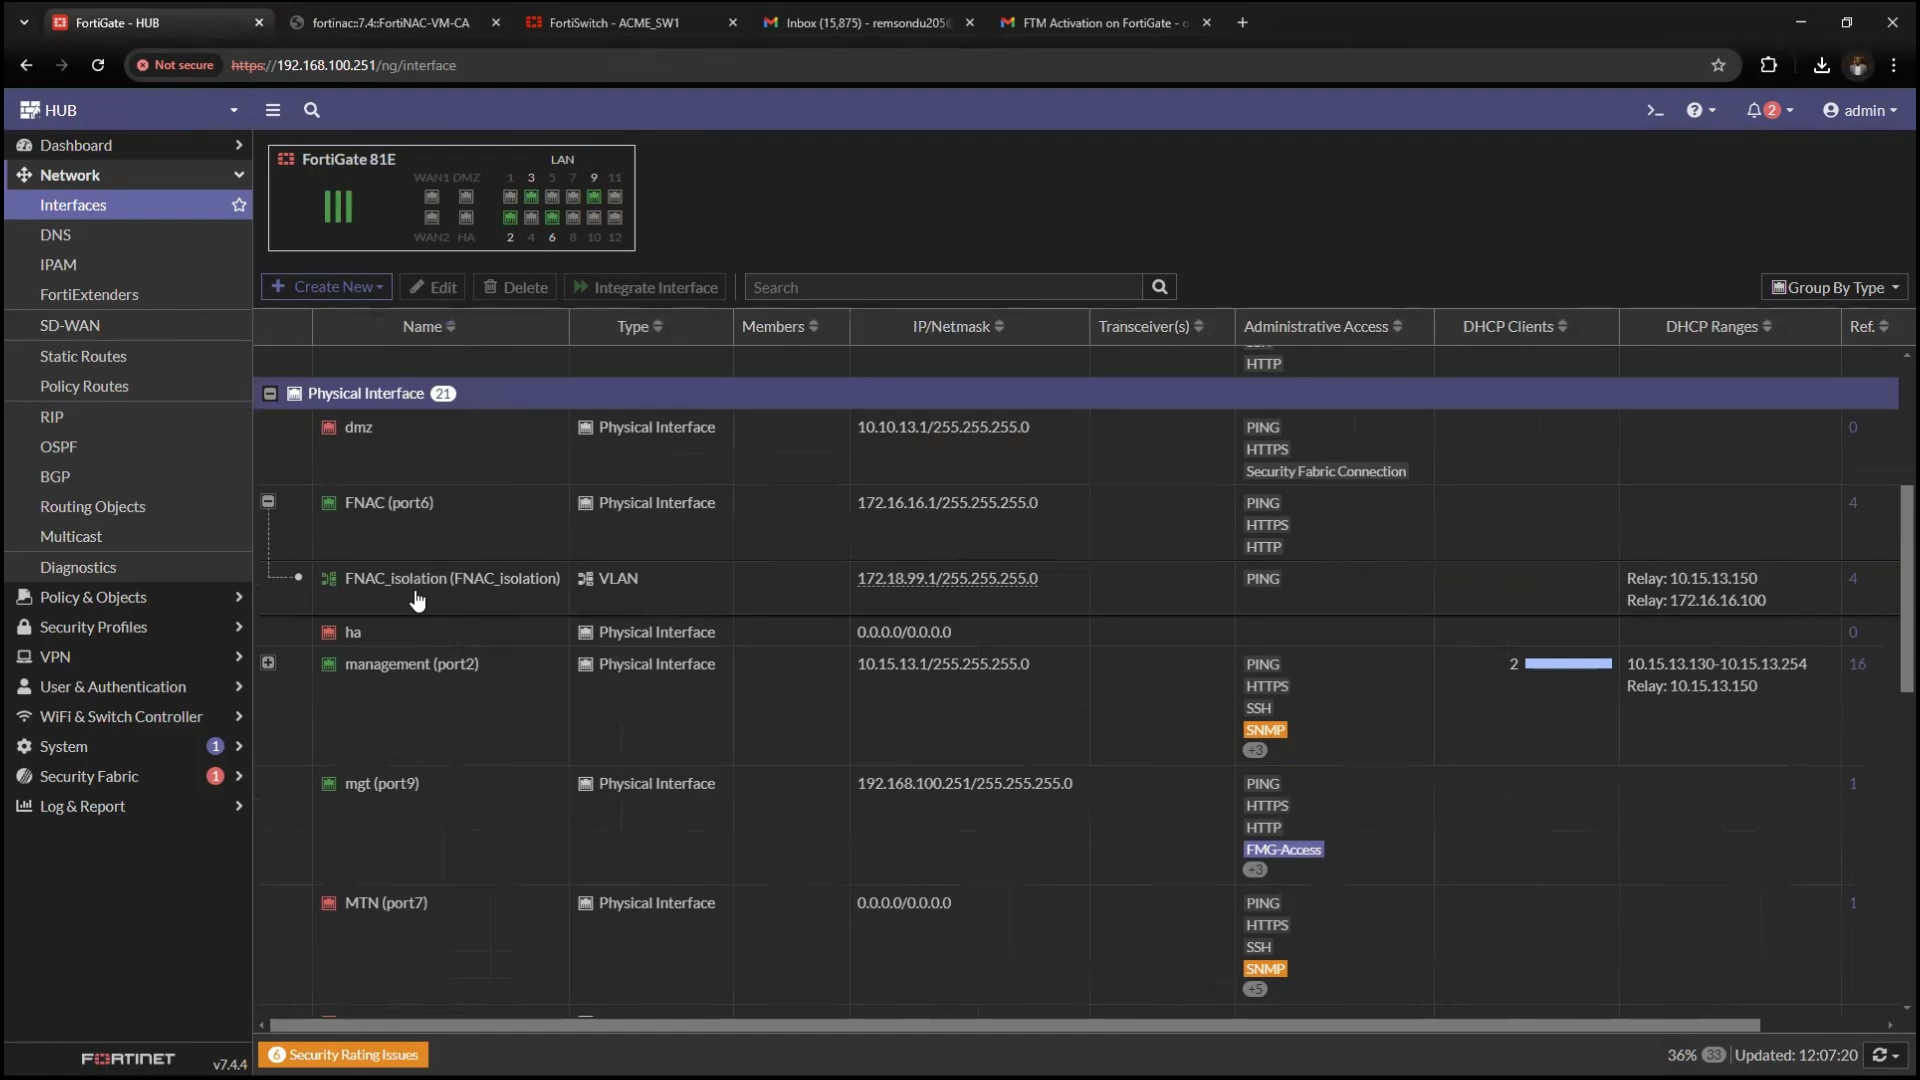 FortiGate - HUB
fortinac::7.4::FortiNAC-VM-CA
FortiSwitch - ACME_SW1
Inbox (15,875) - remsondu205
FTM Activation on FortiGate -
Not secure https://192.168.100.251/ng/interface
HUB
2 admin
Dashboard
Network
Interfaces
DNS
IPAM
FortiExtenders
SD-WAN
Static Routes
Policy Routes
RIP
OSPF
BGP
Routing Objects
Multicast
Diagnostics
Policy & Objects
Security Profiles
VPN
User & Authentication
WiFi & Switch Controller
System 1
Security Fabric 1
Log & Report
FORTINET v7.4.4
FortiGate 81E LAN
WAN1 DMZ 1 3 5 7 9 11
WAN2 HA 2 4 6 8 10 12
Create New Edit Delete Integrate Interface Search Group By Type
Name Type Members IP/Netmask Transceiver(s) Administrative Access DHCP Clients DHCP Ranges Ref.
HTTP
Physical Interface 21
dmz Physical Interface 10.10.13.1/255.255.255.0 PING 0
HTTPS
Security Fabric Connection
FNAC (port6) Physical Interface 172.16.16.1/255.255.255.0 PING 4
HTTPS
HTTP
FNAC_isolation (FNAC_isolation) VLAN 172.18.99.1/255.255.255.0 PING Relay: 10.15.13.150 4
Relay: 172.16.16.100
ha Physical Interface 0.0.0.0/0.0.0.0 0
management (port2) Physical Interface 10.15.13.1/255.255.255.0 PING 2 10.15.13.130-10.15.13.254 16
HTTPS Relay: 10.15.13.150
SSH
SNMP
+3
mgt (port9) Physical Interface 192.168.100.251/255.255.255.0 PING 1
HTTPS
HTTP
FMG-Access
+3
MTN (port7) Physical Interface 0.0.0.0/0.0.0.0 PING 1
HTTPS
SSH
SNMP
+5
6 Security Rating Issues 36% 33 Updated: 12:07:20